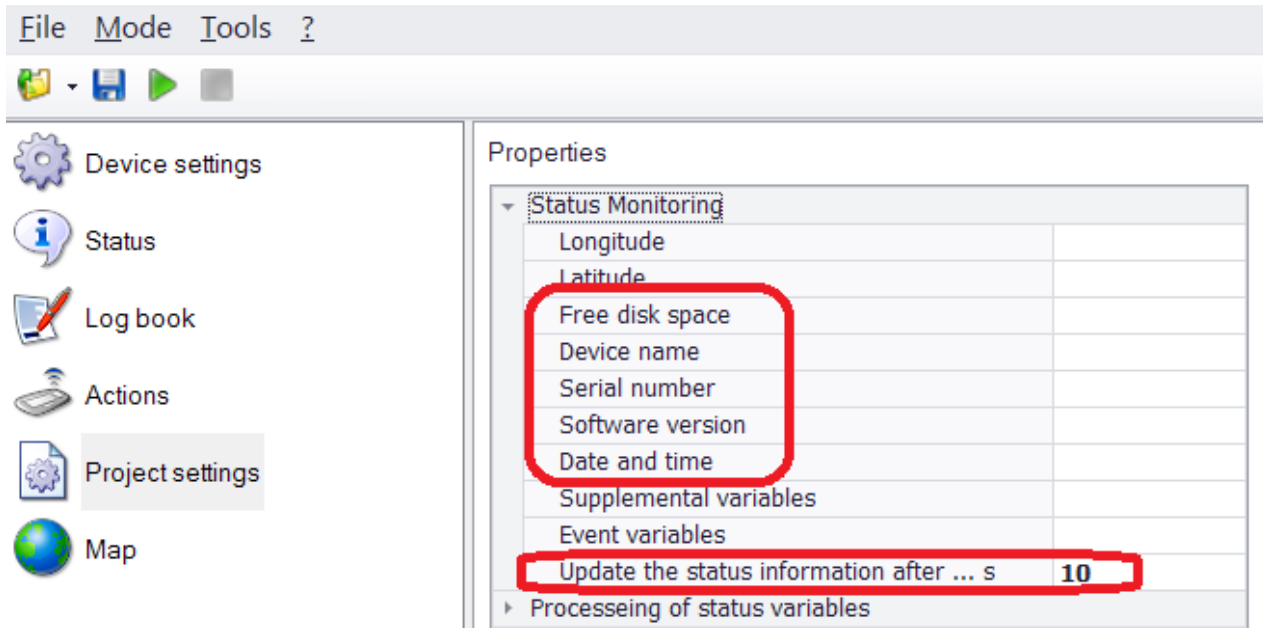 File Mode Tools ?
Device settings
Status
Log book
Actions
Project settings
Map
Properties
Status Monitoring
Longitude
Latitude
Free disk space
Device name
Serial number
Software version
Date and time
Supplemental variables
Event variables
Update the status information after ... s 10
Processeing of status variables